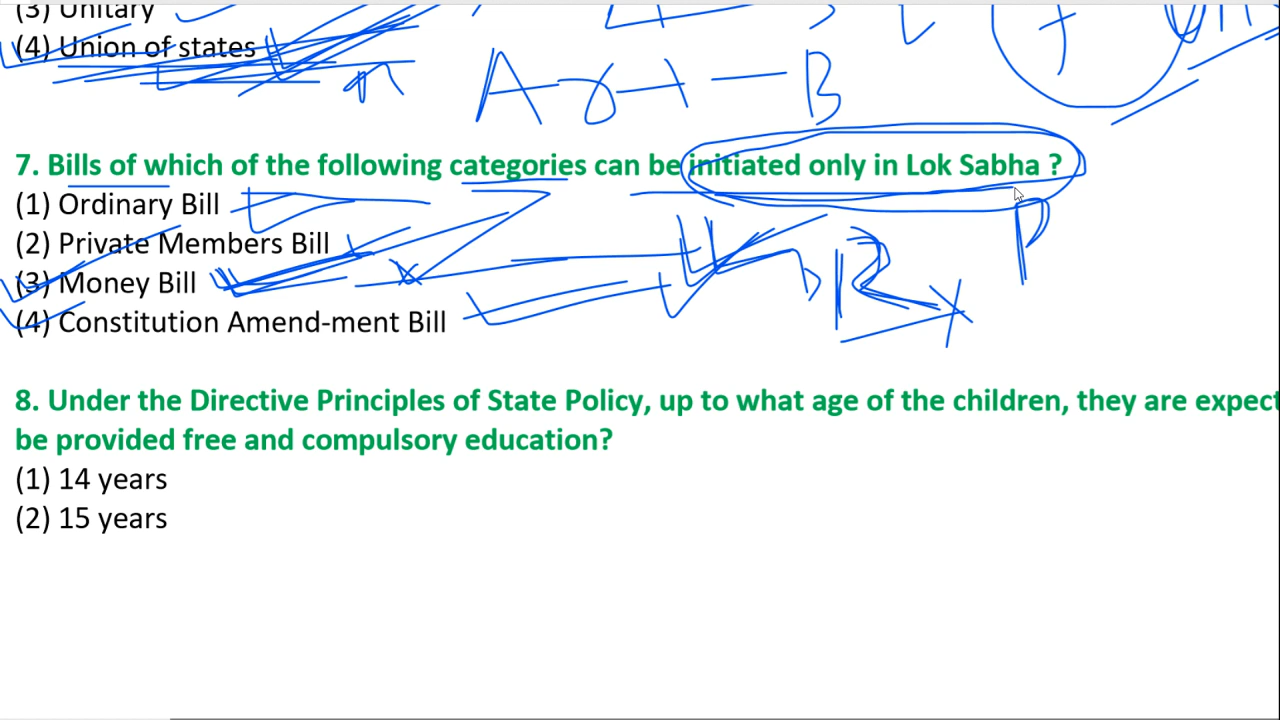 (3) Unitary
(4) Union of states
Art - B
7. Bills of which of the following categories can be initiated only in Lok Sabha ?
(1) Ordinary Bill
(2) Private Members Bill
(3) Money Bill
(4) Constitution Amend-ment Bill
8. Under the Directive Principles of State Policy, up to what age of the children, they are expect
be provided free and compulsory education?
(1) 14 years
(2) 15 years